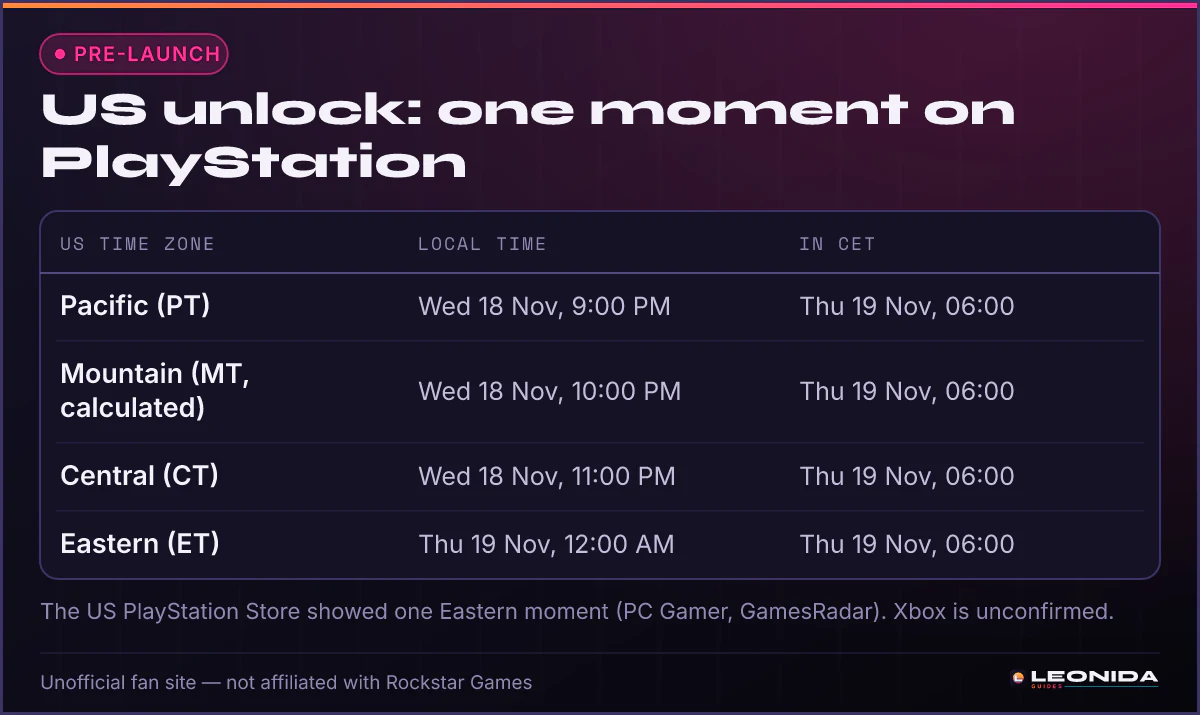 PRE-LAUNCH
US unlock: one moment on
PlayStation
US TIME ZONE LOCAL TIME IN CET
Pacific (PT) Wed 18 Nov, 9:00 PM Thu 19 Nov, 06:00
Mountain (MT,
calculated) Wed 18 Nov, 10:00 PM Thu 19 Nov, 06:00
Central (CT) Wed 18 Nov, 11:00 PM Thu 19 Nov, 06:00
Eastern (ET) Thu 19 Nov, 12:00 AM Thu 19 Nov, 06:00
The US PlayStation Store showed one Eastern moment (PC Gamer, GamesRadar). Xbox is unconfirmed.
Unofficial fan site — not affiliated with Rockstar Games
LEONIDA
GUIDES